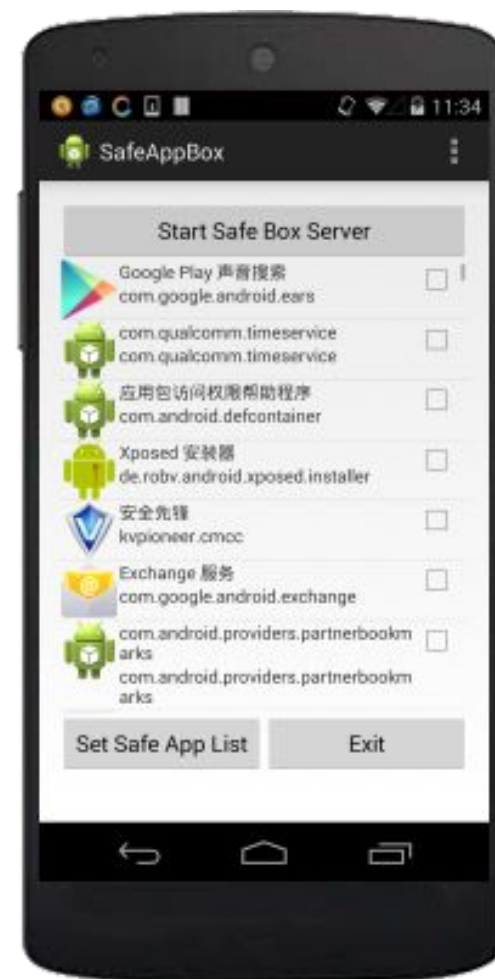 11:34
SafeAppBox
Start Safe Box Server
Google Play 声音搜索
com.google.android.ears
com.qualcomm.timeservice
com.qualcomm.timeservice
应用包访问权限帮助程序
com.android.defcontainer
Xposed 安装器
de.robv.android.xposed.installer
安全先锋
kvpioneer.cmcc
Exchange 服务
com.google.android.exchange
com.android.providers.partnerbookm
arks
com.android.providers.partnerbookm
arks
Set Safe App List
Exit